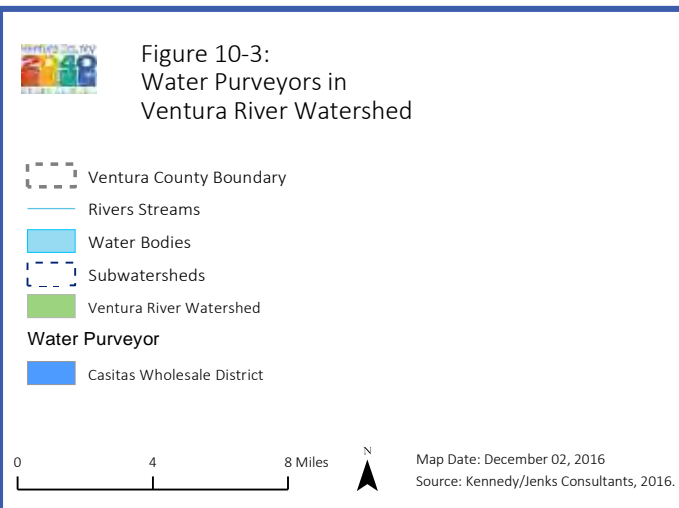 2040
Figure 10-3:
Water Purveyors in
Ventura River Watershed
Ventura County Boundary
Rivers Streams
Water Bodies
Subwatersheds
Ventura River Watershed
Water Purveyor
Casitas Wholesale District
0 4 8 Miles
N
Map Date: December 02, 2016
Source: Kennedy/Jenks Consultants, 2016.